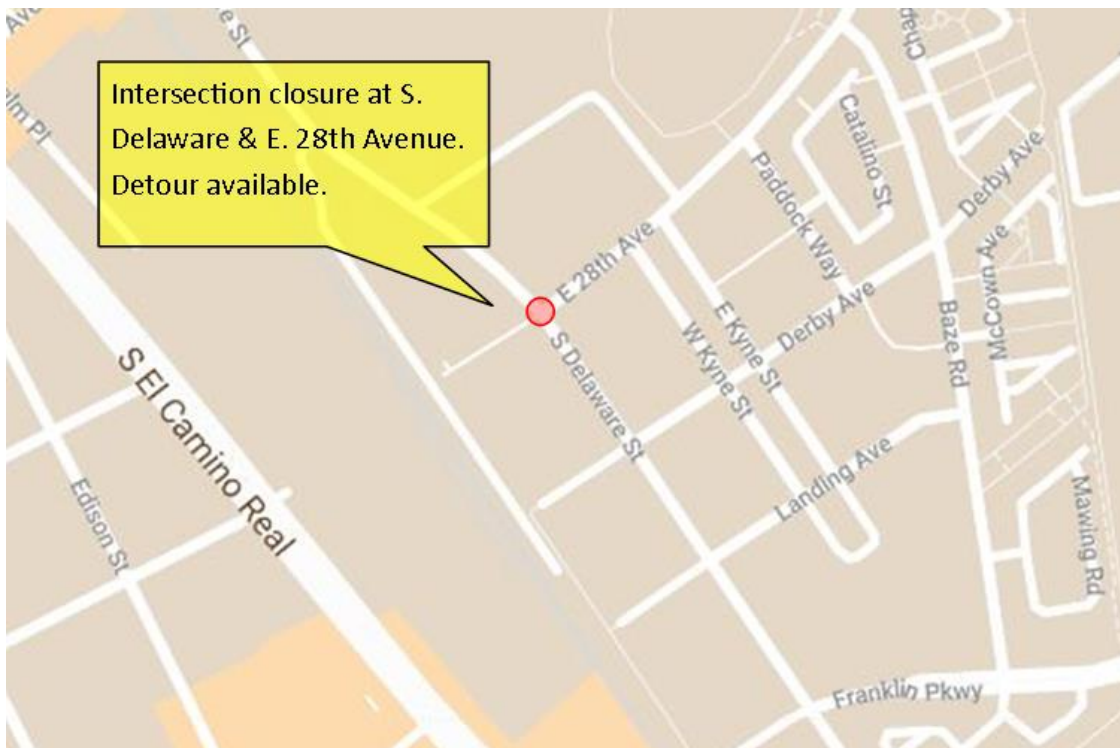 Intersection closure at S.
Delaware & E. 28th Avenue.
Detour available.
E 28th Ave
S Delaware St
W Kyne St
E Kyne St
Paddock Way
Catalino St
Derby Ave
Derby Ave
McCown Ave
Baze Rd
Landing Ave
Mawing Rd
Franklin Pkwy
S El Camino Real
Edison St